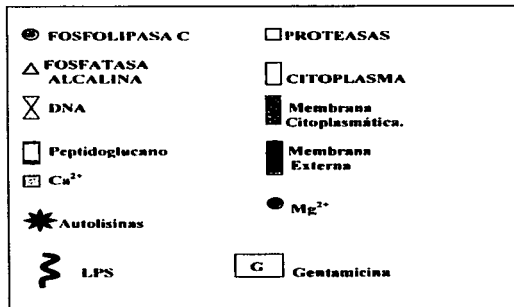 FOSFOLIPASA C
PROTEASAS
FOSFATASA
ALCALINA
CITOPLASMA
DNA
Membrana
Citoplasmática.
Peptidoglucano
Membrana
Externa
Ca²⁺
Mg²⁺
Autolisinas
LPS
G
Gentamicina